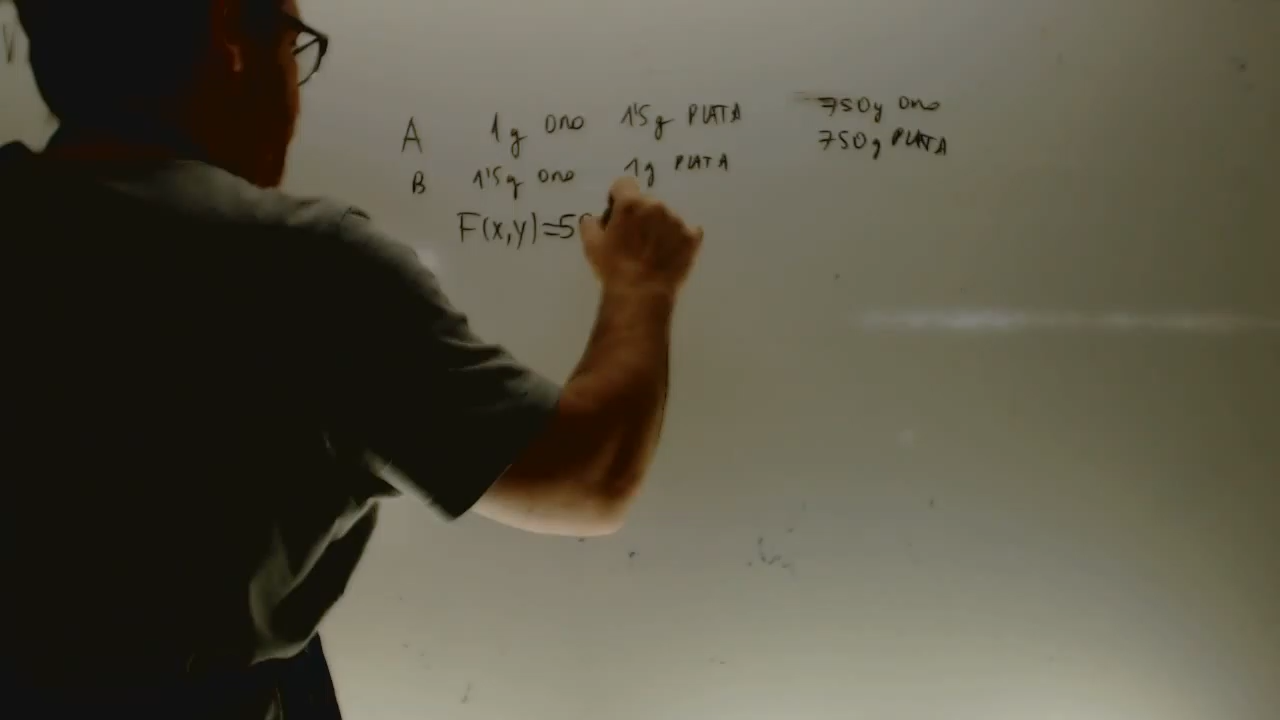 A 1g ORO 1'5g PLATA 750g ORO
750g PLATA
B 1'5g ORO 1g PLATA
F(x,y)=5